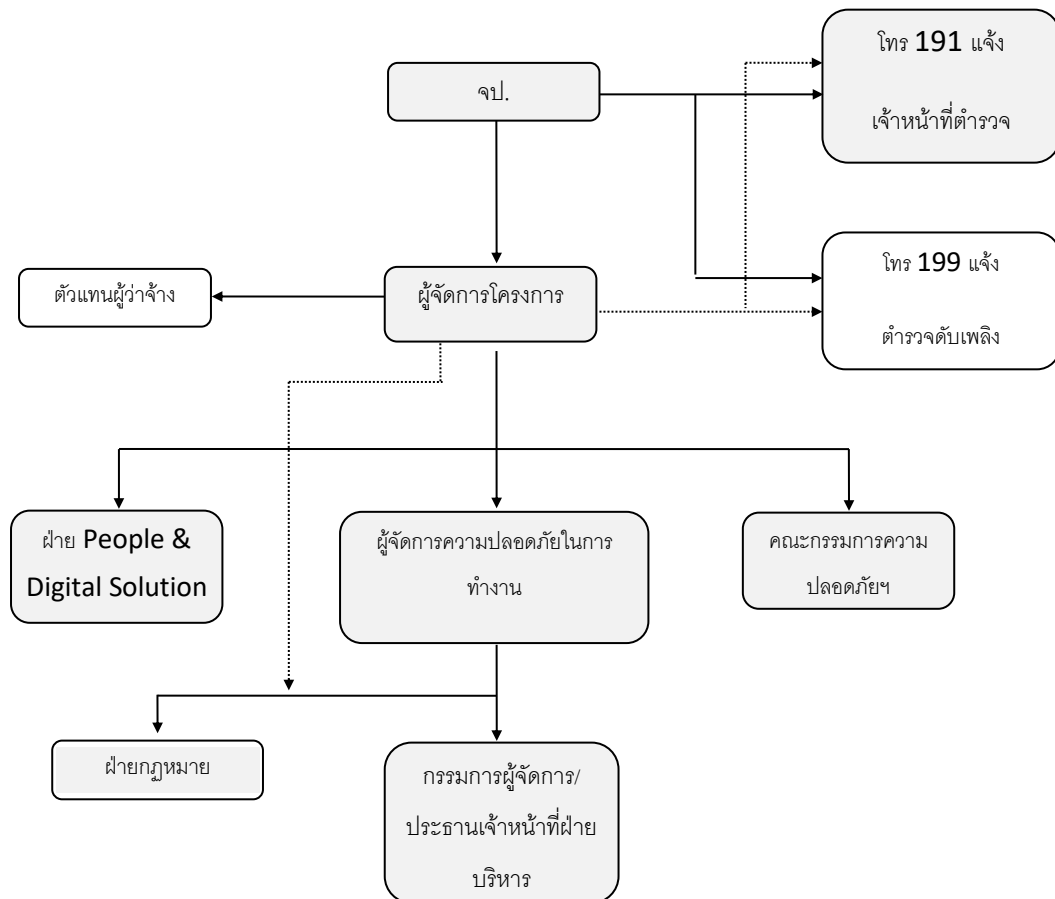 โทร 191 แจ้ง
เจ้าหน้าที่ตำรวจ
จป.
โทร 199 แจ้ง
ตำรวจดับเพลิง
ตัวแทนผู้ว่าจ้าง
ผู้จัดการโครงการ
ฝ่าย People &
Digital Solution
ผู้จัดการความปลอดภัยในการ
ทำงาน
คณะกรรมการความ
ปลอดภัยฯ
ฝ่ายกฎหมาย
กรรมการผู้จัดการ/
ประธานเจ้าหน้าที่ฝ่าย
บริหาร